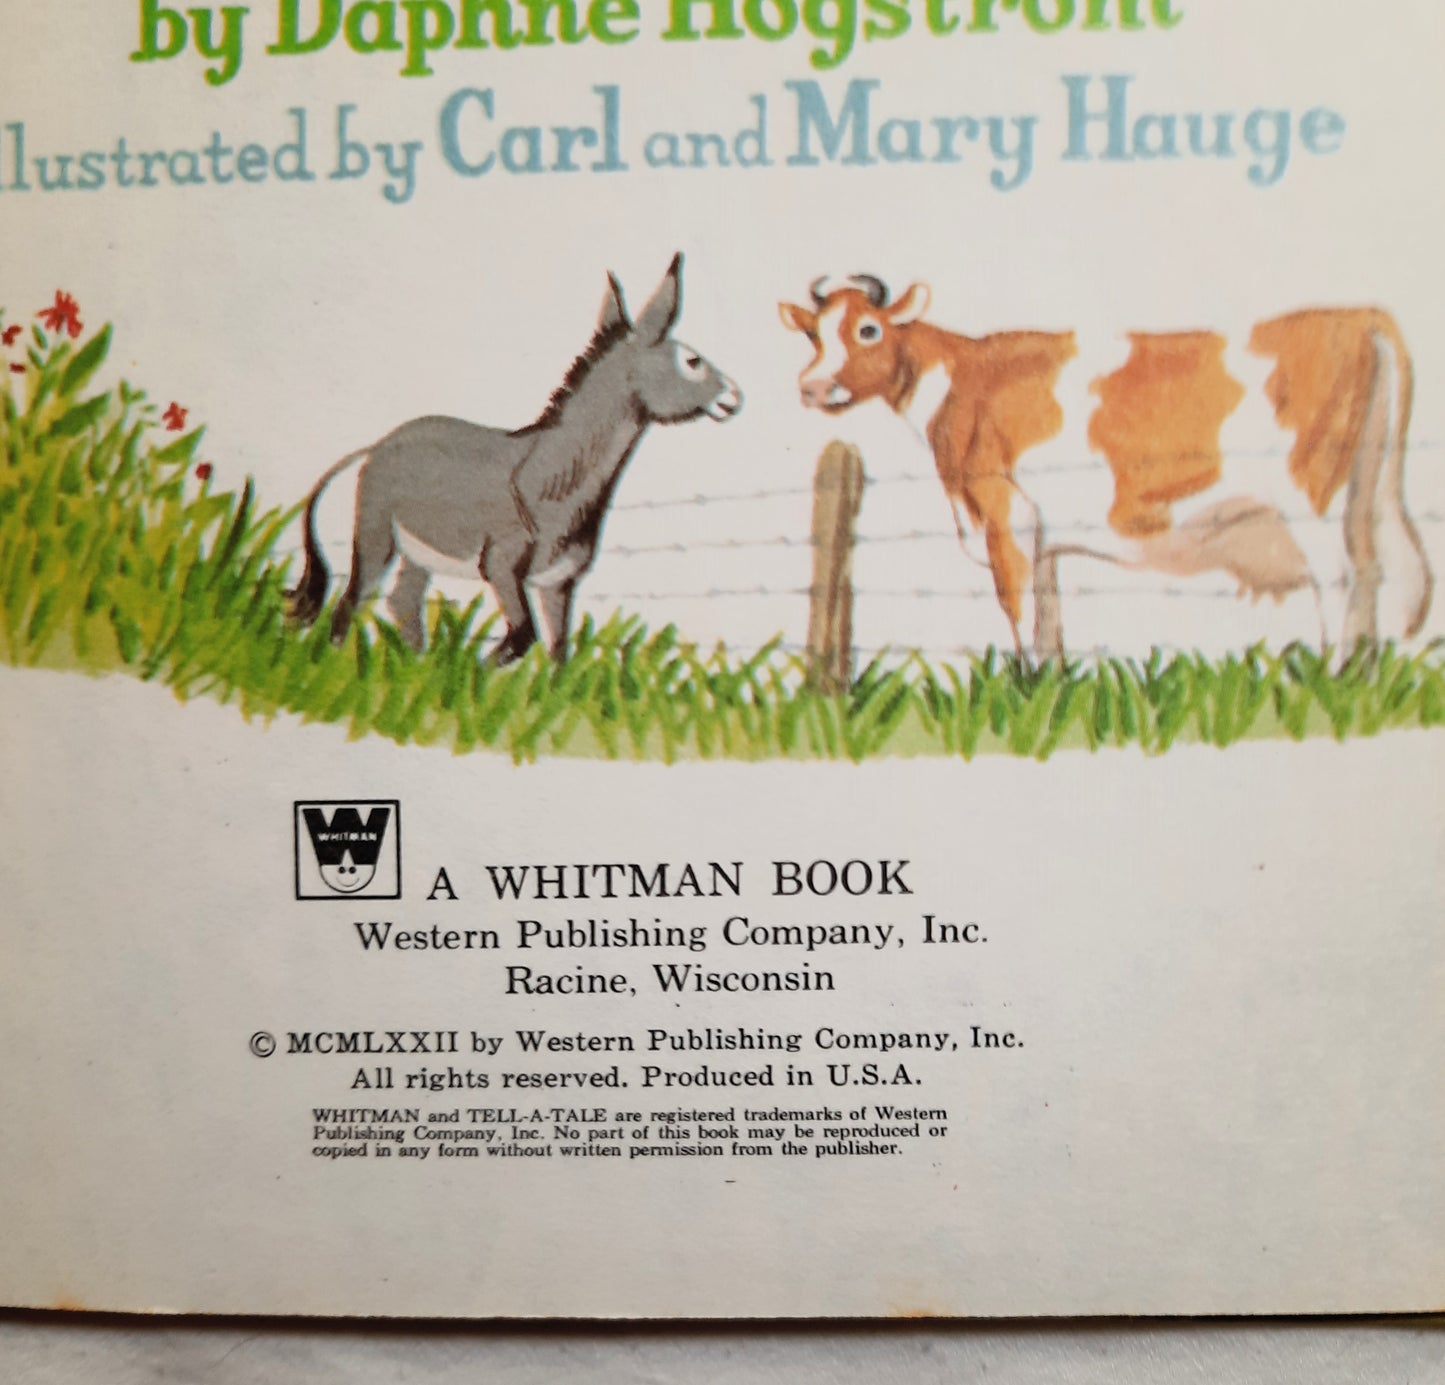 by Daphne Hogstrom
llustrated by Carl and Mary Hauge
WHITMAN
A WHITMAN BOOK
Western Publishing Company, Inc.
Racine, Wisconsin
© MCMLXXII by Western Publishing Company, Inc.
All rights reserved. Produced in U.S.A.
WHITMAN and TELL-A-TALE are registered trademarks of Western
Publishing Company, Inc. No part of this book may be reproduced or
copied in any form without written permission from the publisher.